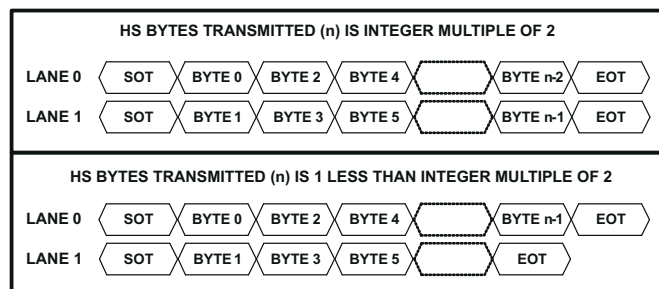 HS BYTES TRANSMITTED (n) IS INTEGER MULTIPLE OF 2
LANE 0 SOT BYTE 0 BYTE 2 BYTE 4 BYTE n-2 EOT
LANE 1 SOT BYTE 1 BYTE 3 BYTE 5 BYTE n-1 EOT
HS BYTES TRANSMITTED (n) IS 1 LESS THAN INTEGER MULTIPLE OF 2
LANE 0 SOT BYTE 0 BYTE 2 BYTE 4 BYTE n-1 EOT
LANE 1 SOT BYTE 1 BYTE 3 BYTE 5 EOT